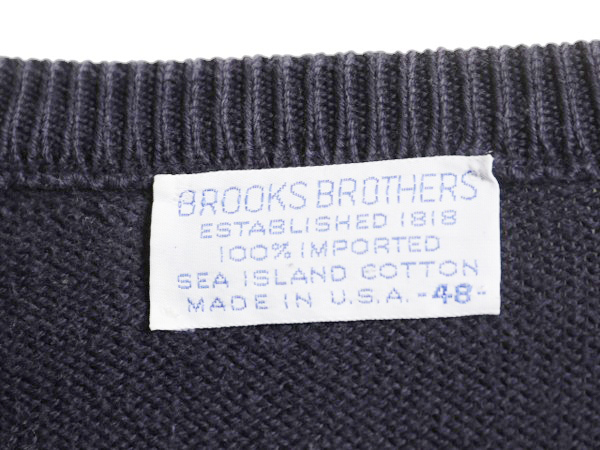 BROOKS BROTHERS
ESTABLISHED 1818
100% IMPORTED
SEA ISLAND COTTON
MADE IN U.S.A. -48-